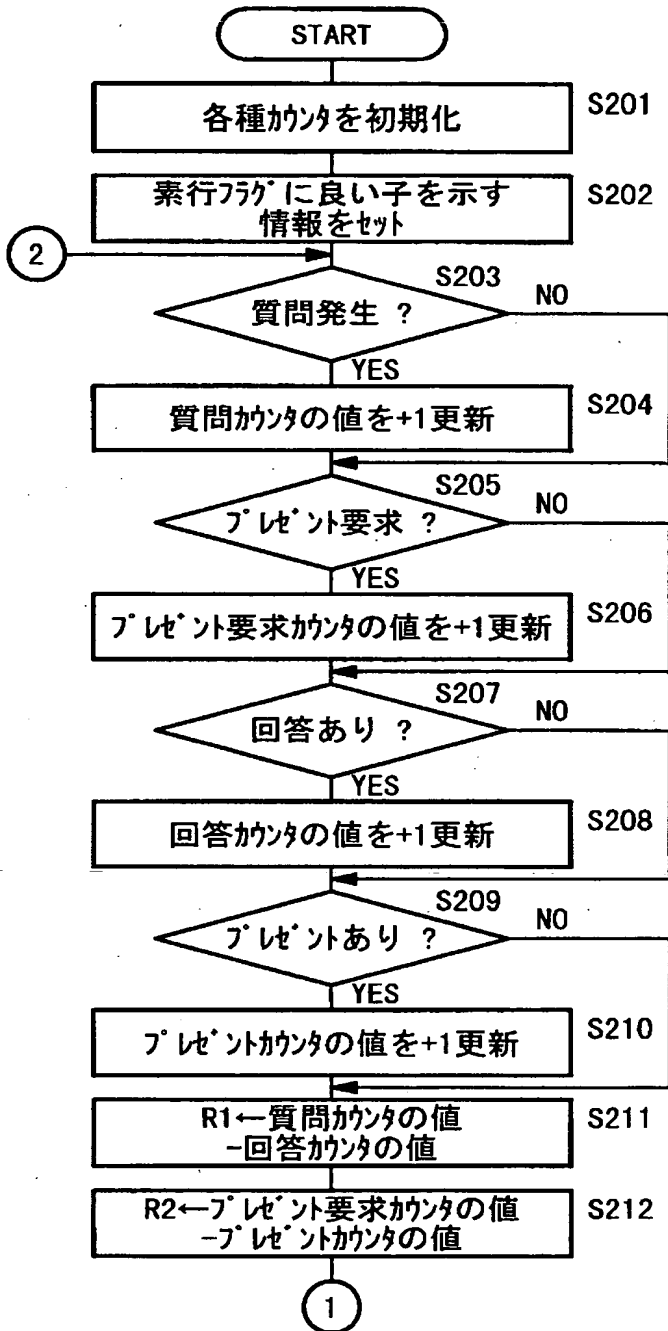 START
各種ｶｳﾝﾀを初期化
S201
素行ﾌﾗｸﾞに良い子を示す
情報をｾｯﾄ
S202
2
S203
質問発生 ?
NO
YES
質問ｶｳﾝﾀの値を+1更新
S204
S205
ﾌﾟﾚｾﾞﾝﾄ要求 ?
NO
YES
ﾌﾟﾚｾﾞﾝﾄ要求ｶｳﾝﾀの値を+1更新
S206
S207
回答あり ?
NO
YES
回答ｶｳﾝﾀの値を+1更新
S208
S209
ﾌﾟﾚｾﾞﾝﾄあり ?
NO
YES
ﾌﾟﾚｾﾞﾝﾄｶｳﾝﾀの値を+1更新
S210
R1←質問ｶｳﾝﾀの値
-回答ｶｳﾝﾀの値
S211
R2←ﾌﾟﾚｾﾞﾝﾄ要求ｶｳﾝﾀの値
-ﾌﾟﾚｾﾞﾝﾄｶｳﾝﾀの値
S212
1